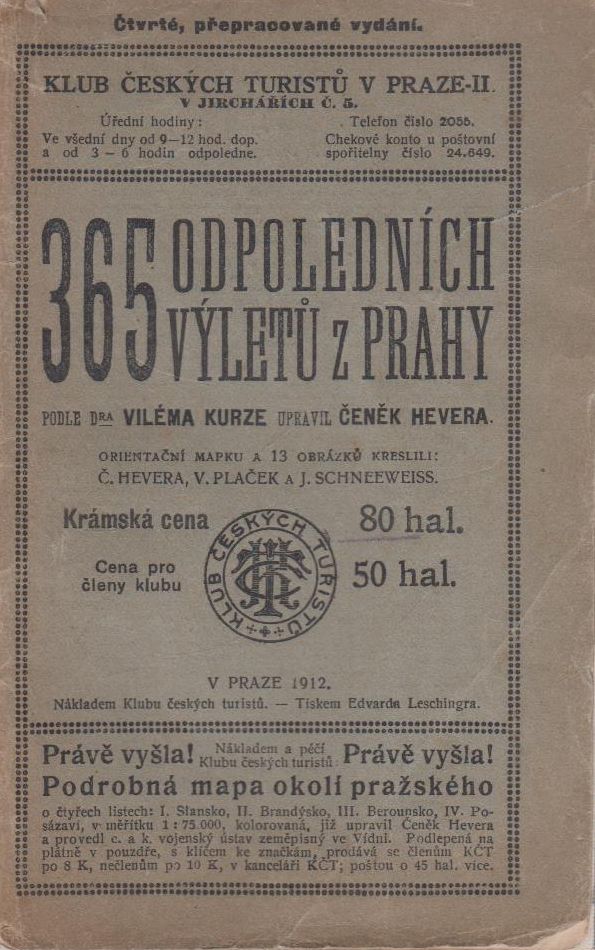 Čtvrté, přepracované vydání.
KLUB ČESKÝCH TURISTŮ V PRAZE-II.
V JIRCHÁŘÍCH Č. 5.
Úřední hodiny:
Telefon číslo 2055.
Ve všední dny od 9—12 hod. dop.
a od 3 – 6 hodin odpoledne.
Chekové konto u poštovní
spořitelny číslo 24.649.
365 ODPOLEDNÍCH
VÝLETŮ z PRAHY
PODLE DRA VILÉMA KURZE UPRAVIL ČENĚK HEVERA.
ORIENTAČNÍ MAPKU A 13 OBRÁZKŮ KRESLILI:
Č. HEVERA, V. PLAČEK A J. SCHNEEWEISS.
Krámská cena 80 hal.
Cena pro
členy klubu 50 hal.
KLUB ČESKÝCH TURISTŮ
V PRAZE 1912.
Nákladem Klubu českých turistů. — Tiskem Edvarda Leschingra.
Právě vyšla! Nákladem a péčí
Klubu českých turistů Právě vyšla!
Podrobná mapa okolí pražského
o čtyřech listech: I. Slansko, II. Brandýsko, III. Berounsko, IV. Po-
sázaví, v měřítku 1 : 75.000, kolorovaná, již upravil Čeněk Hevera
a provedl c. a k. vojenský ústav zeměpisný ve Vídni. Podlepená na
plátně v pouzdře, s klíčem ke značkám, prodává se členům KČT
po 8 K, nečlenům po 10 K, v kanceláři KČT; poštou o 45 hal. více.